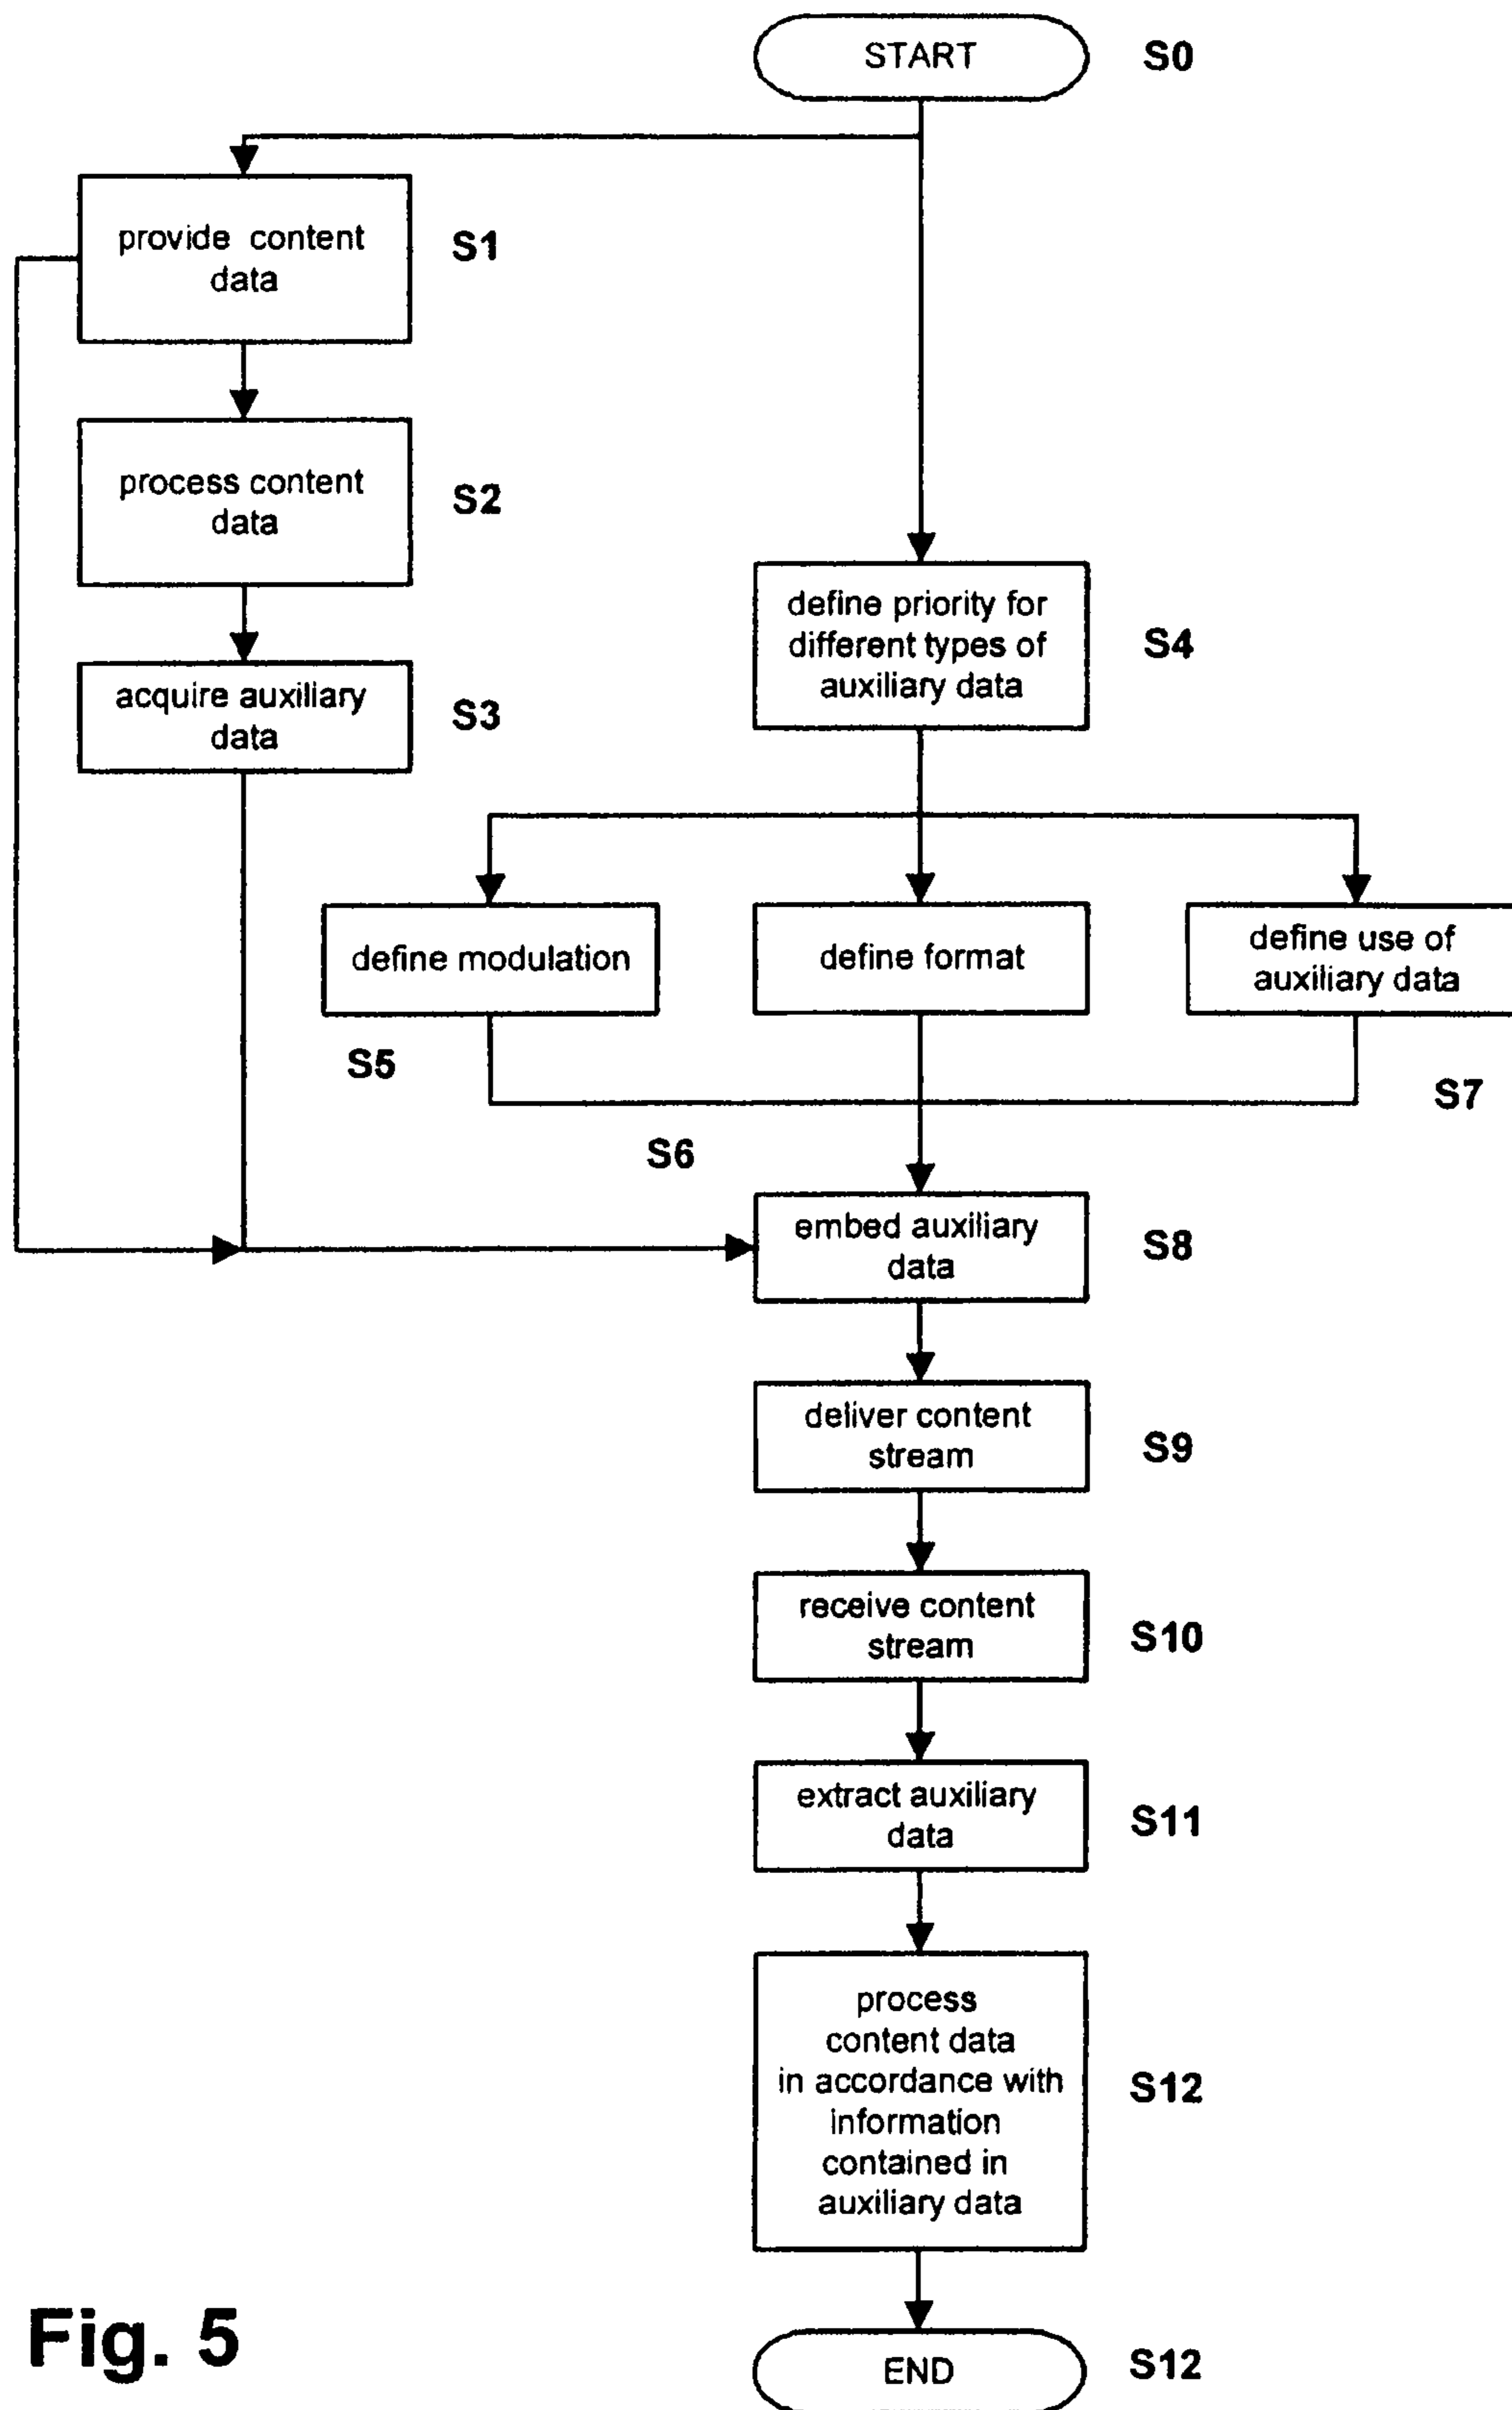 START
S0
provide content
data
S1
process content
data
S2
acquire auxiliary
data
S3
define priority for
different types of
auxiliary data
S4
define modulation
S5
define format
S6
define use of
auxiliary data
S7
embed auxiliary
data
S8
deliver content
stream
S9
receive content
stream
S10
extract auxiliary
data
S11
process
content data
in accordance with
information
contained in
auxiliary data
S12
END
S12
Fig. 5